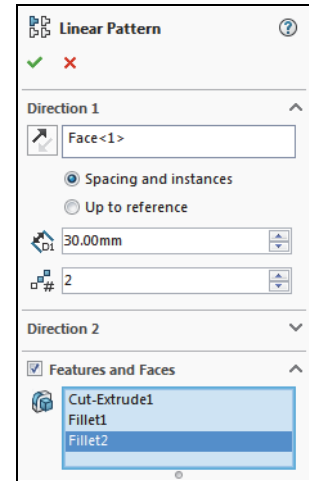 Linear Pattern
Direction 1
Face<1>
Spacing and instances
Up to reference
D1 30.00mm
# 2
Direction 2
Features and Faces
Cut-Extrude1
Fillet1
Fillet2